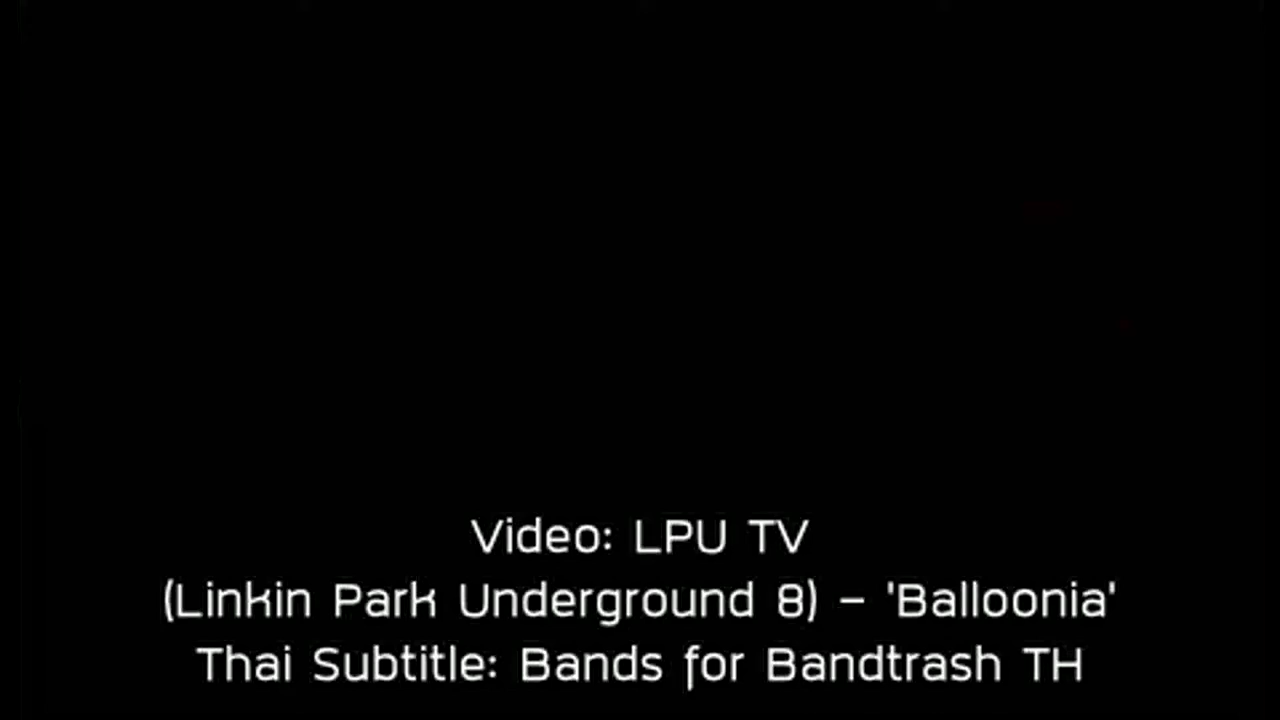 Video: LPU TV
(Linkin Park Underground 8) – 'Balloonia'
Thai Subtitle: Bands for Bandtrash TH